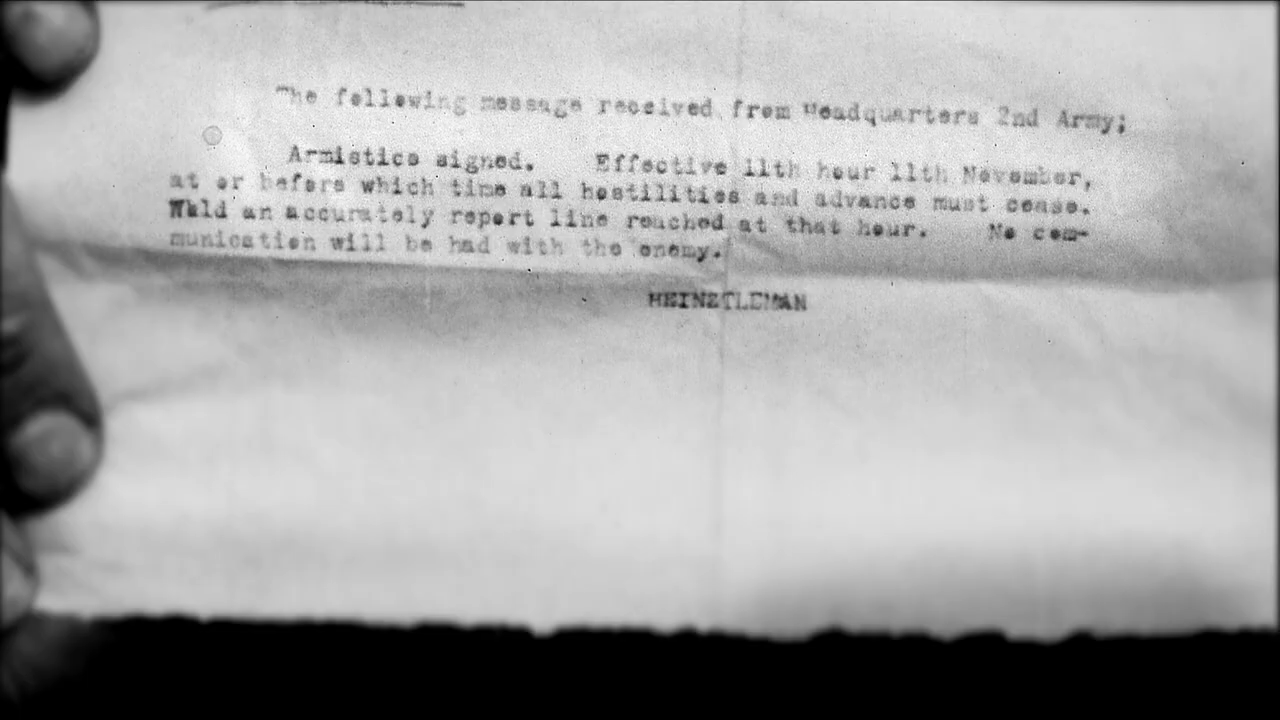 The following message received from Headquarters 2nd Army;
Armistice signed. Effective 11th hour 11th November,
at or before which time all hostilities and advance must cease.
Hold an accurately report line reached at that hour. No com-
munication will be had with the enemy.
HEINZTLEMAN